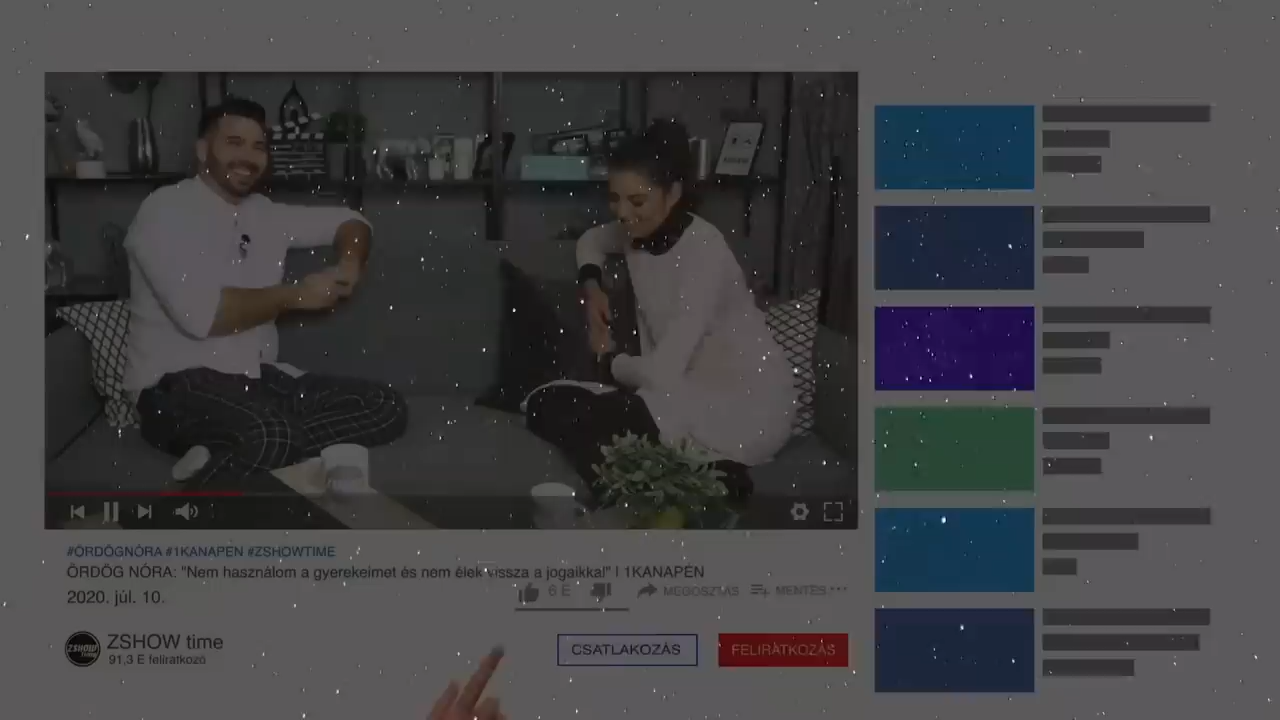 #ÖRDÖGNÓRA #1KANAPÉN #ZSHOWTIME
ÖRDÖG NÓRA: "Nem használom a gyerekeimet és nem élek vissza a jogaikkal" I 1KANAPÉN
6 E MEGOSZTÁS MENTÉS
2020. júl. 10.
ZSHOW time
91,3 E feliratkozó
CSATLAKOZÁS
FELIRATKOZÁS